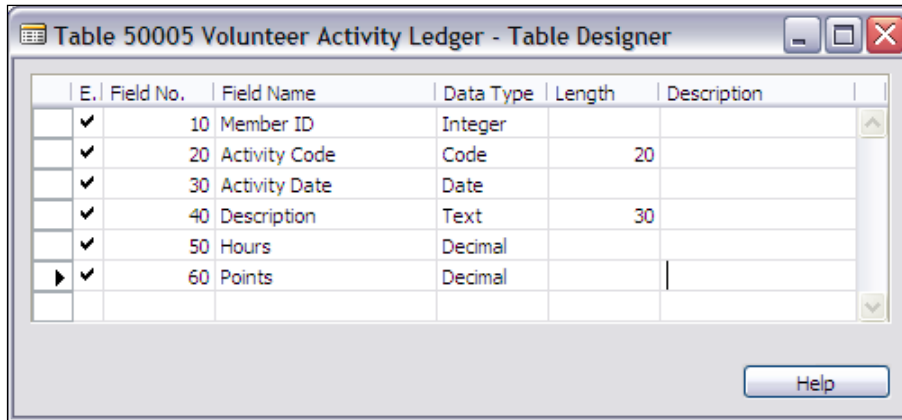 Table 50005 Volunteer Activity Ledger - Table Designer
E. Field No. Field Name Data Type Length Description
10 Member ID Integer
20 Activity Code Code 20
30 Activity Date Date
40 Description Text 30
50 Hours Decimal
60 Points Decimal
Help